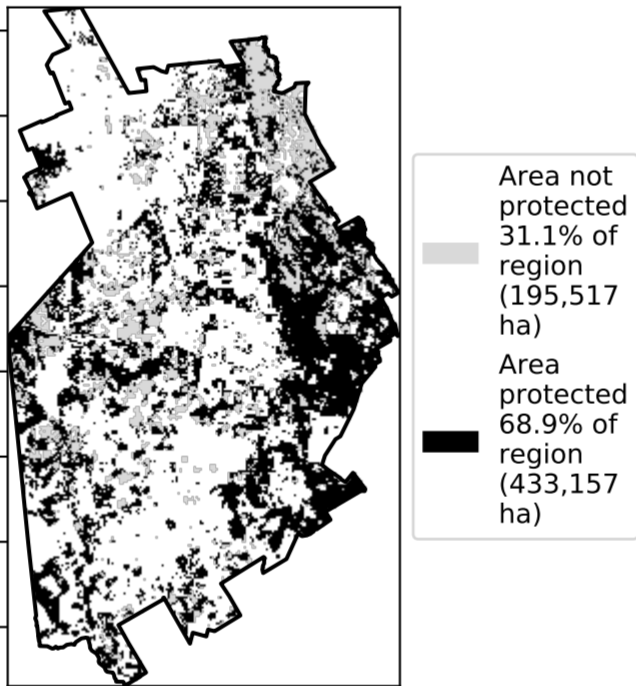 Area not
protected
31.1% of
region
(195,517
ha)
Area
protected
68.9% of
region
(433,157
ha)